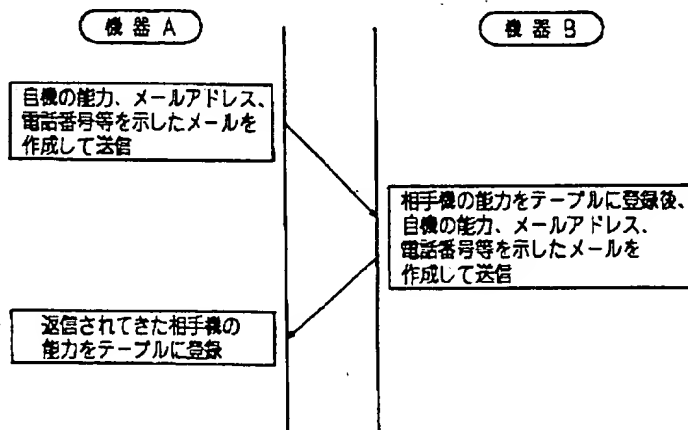 機器A
機器B
自機の能力、メールアドレス、
電話番号等を示したメールを
作成して送信
相手機の能力をテーブルに登録後、
自機の能力、メールアドレス、
電話番号等を示したメールを
作成して送信
返信されてきた相手機の
能力をテーブルに登録